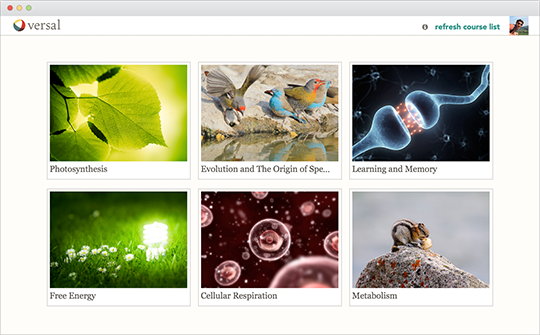 versal
refresh course list
Photosynthesis
Evolution and The Origin of Spe...
Learning and Memory
Free Energy
Cellular Respiration
Metabolism